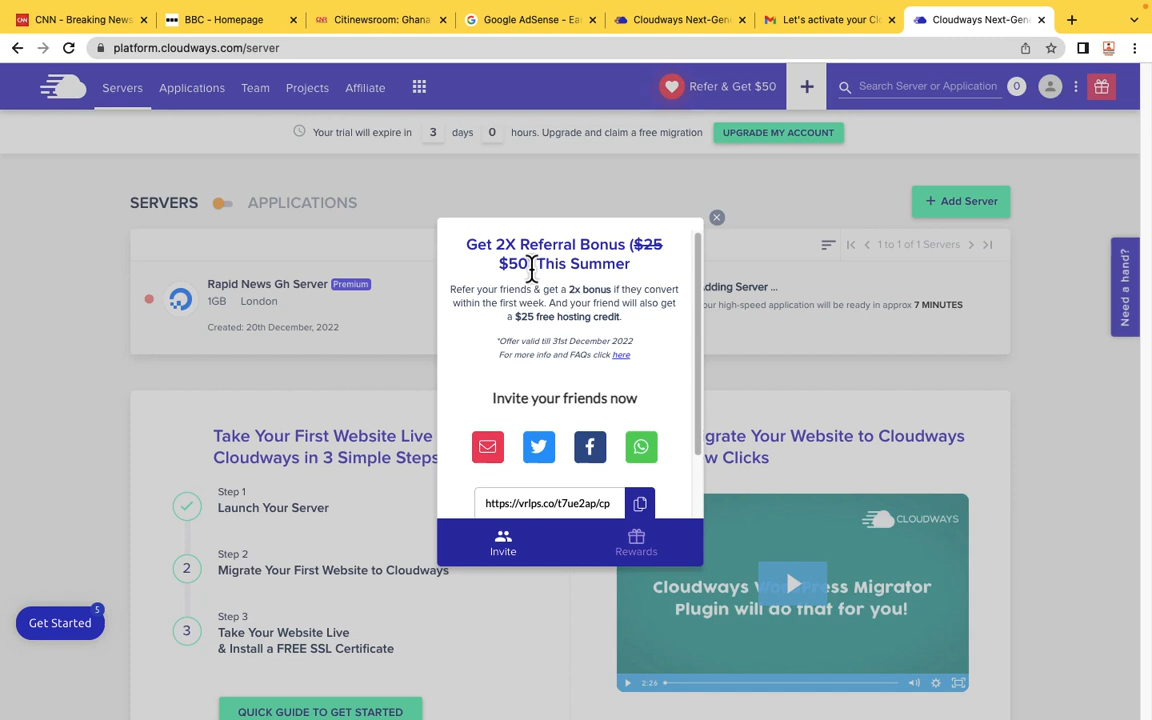 CNN - Breaking News
BBC - Homepage
Citinewsroom: Ghana
Google AdSense - Ea
Cloudways Next-Gen
Let's activate your Cl
Cloudways Next-Gen
platform.cloudways.com/server
Servers Applications Team Projects Affiliate
Refer & Get $50
+
Search Server or Application
0
Your trial will expire in 3 days 0 hours. Upgrade and claim a free migration UPGRADE MY ACCOUNT
SERVERS APPLICATIONS
+ Add Server
1 to 1 of 1 Servers
Rapid News Gh Server Premium
1GB London
Created: 20th December, 2022
dding Server ...
our high-speed application will be ready in approx 7 MINUTES
Need a hand?
Get 2X Referral Bonus ($25
$50) This Summer
Refer your friends & get a 2x bonus if they convert
within the first week. And your friend will also get
a $25 free hosting credit.
*Offer valid till 31st December 2022
For more info and FAQs click here
Invite your friends now
https://vrlps.co/t7ue2ap/cp
Invite
Rewards
Take Your First Website Live
Cloudways in 3 Simple Steps
Step 1
Launch Your Server
Step 2
2
Migrate Your First Website to Cloudways
Step 3
3
Take Your Website Live
& Install a FREE SSL Certificate
QUICK GUIDE TO GET STARTED
5
Get Started
grate Your Website to Cloudways
w Clicks
CLOUDWAYS
Cloudways WordPress Migrator
Plugin will do that for you!
2:26